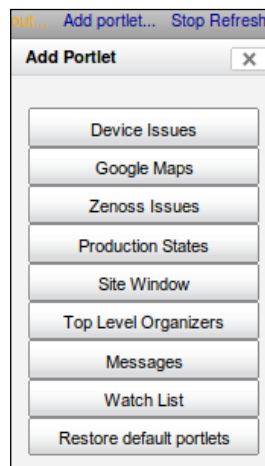 out... Add portlet... Stop Refresh
Add Portlet
Device Issues
Google Maps
Zenoss Issues
Production States
Site Window
Top Level Organizers
Messages
Watch List
Restore default portlets